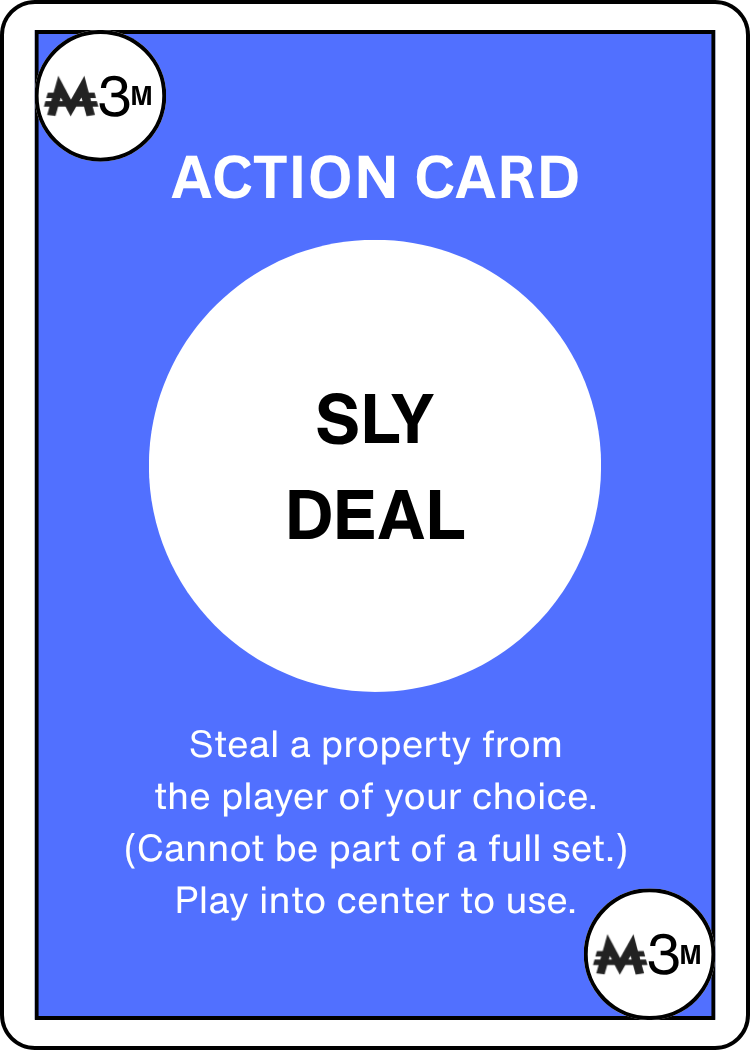 ₩3M
ACTION CARD
SLY
DEAL
Steal a property from
the player of your choice.
(Cannot be part of a full set.)
Play into center to use.
₩3M